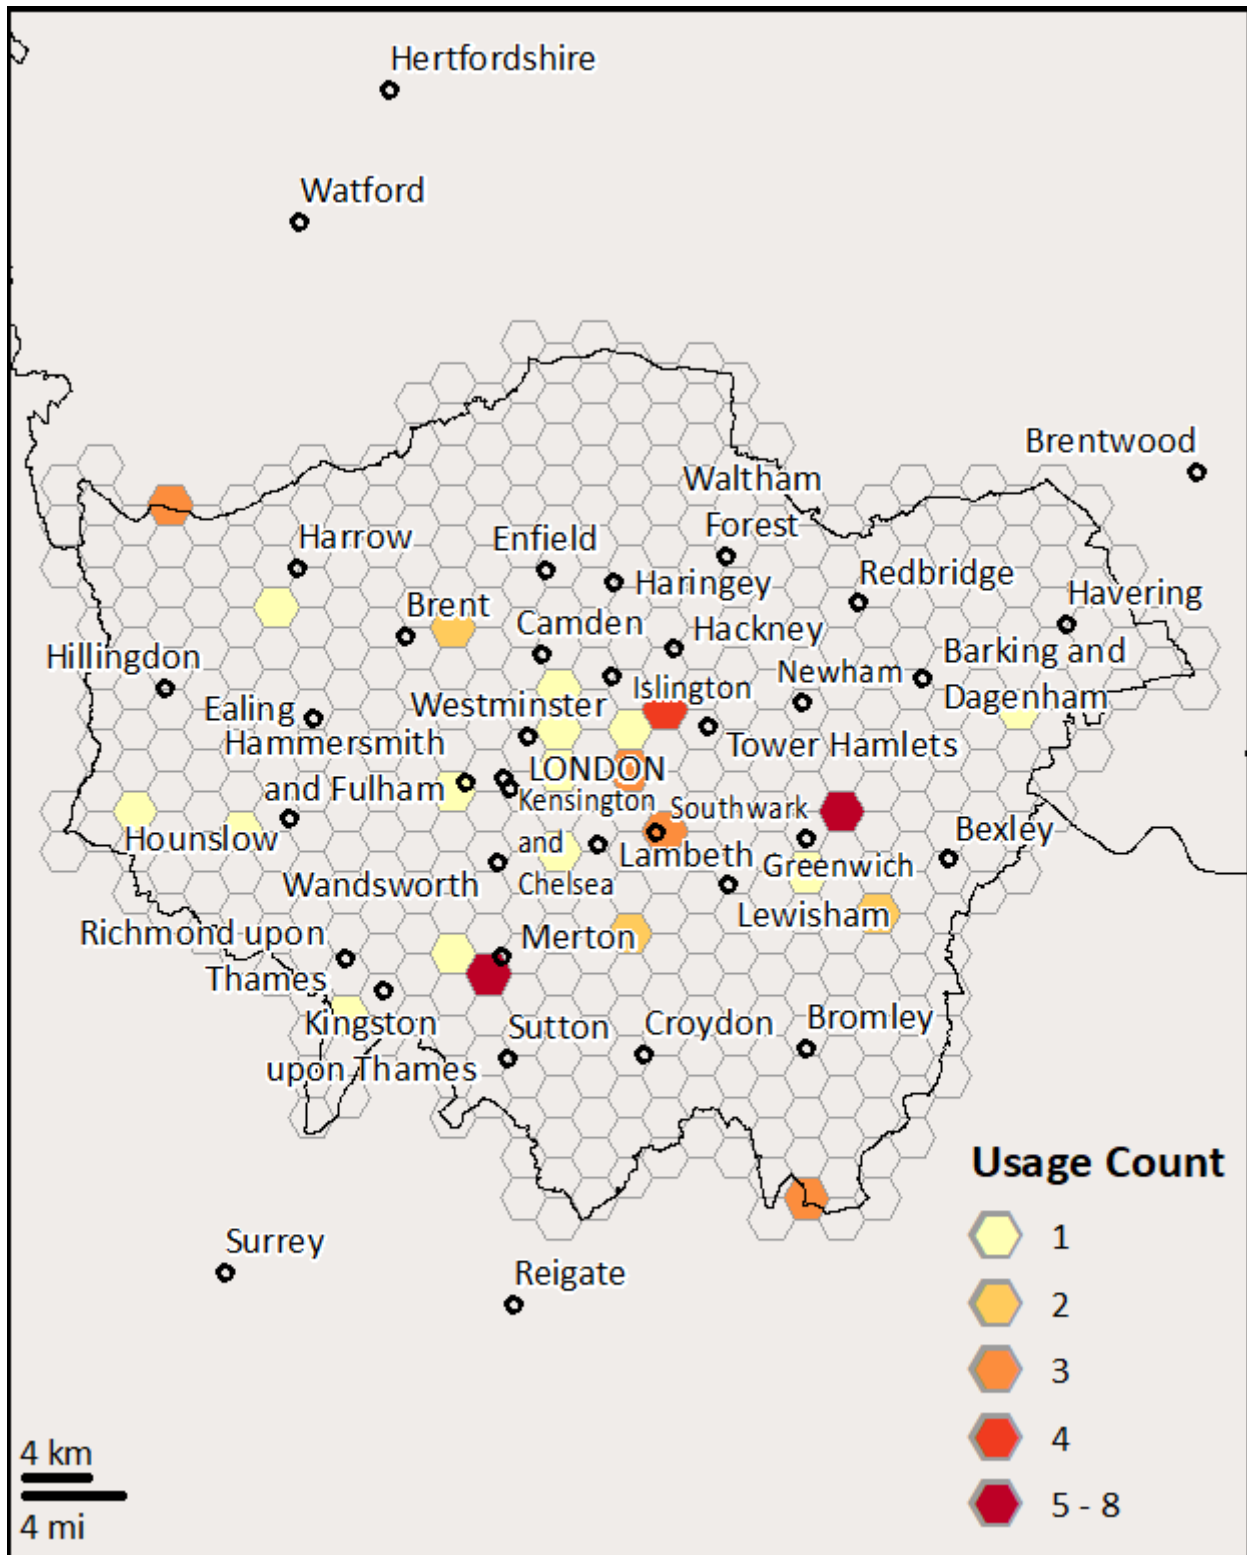 Hertfordshire
Watford
Brentwood
Waltham
Forest
Harrow
Enfield
Haringey
Redbridge
Havering
Brent
Camden
Hackney
Barking and
Dagenham
Hillingdon
Newham
Islington
Ealing
Westminster
Tower Hamlets
Hammersmith
and Fulham
LONDON
Kensington
and
Chelsea
Southwark
Hounslow
Lambeth
Greenwich
Bexley
Wandsworth
Lewisham
Richmond upon
Thames
Merton
Kingston
upon Thames
Sutton
Croydon
Bromley
Surrey
Reigate
Usage Count
1
2
3
4
5 - 8
4 km
4 mi